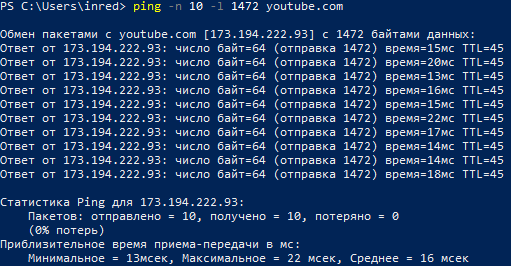 PS C:\Users\inred> ping -n 10 -l 1472 youtube.com
Обмен пакетами с youtube.com [173.194.222.93] с 1472 байтами данных:
Ответ от 173.194.222.93: число байт=64 (отправка 1472) время=15мс TTL=45
Ответ от 173.194.222.93: число байт=64 (отправка 1472) время=20мс TTL=45
Ответ от 173.194.222.93: число байт=64 (отправка 1472) время=13мс TTL=45
Ответ от 173.194.222.93: число байт=64 (отправка 1472) время=16мс TTL=45
Ответ от 173.194.222.93: число байт=64 (отправка 1472) время=15мс TTL=45
Ответ от 173.194.222.93: число байт=64 (отправка 1472) время=22мс TTL=45
Ответ от 173.194.222.93: число байт=64 (отправка 1472) время=17мс TTL=45
Ответ от 173.194.222.93: число байт=64 (отправка 1472) время=14мс TTL=45
Ответ от 173.194.222.93: число байт=64 (отправка 1472) время=14мс TTL=45
Ответ от 173.194.222.93: число байт=64 (отправка 1472) время=18мс TTL=45
Статистика Ping для 173.194.222.93:
Пакетов: отправлено = 10, получено = 10, потеряно = 0
(0% потерь)
Приблизительное время приема-передачи в мс:
Минимальное = 13мсек, Максимальное = 22 мсек, Среднее = 16 мсек